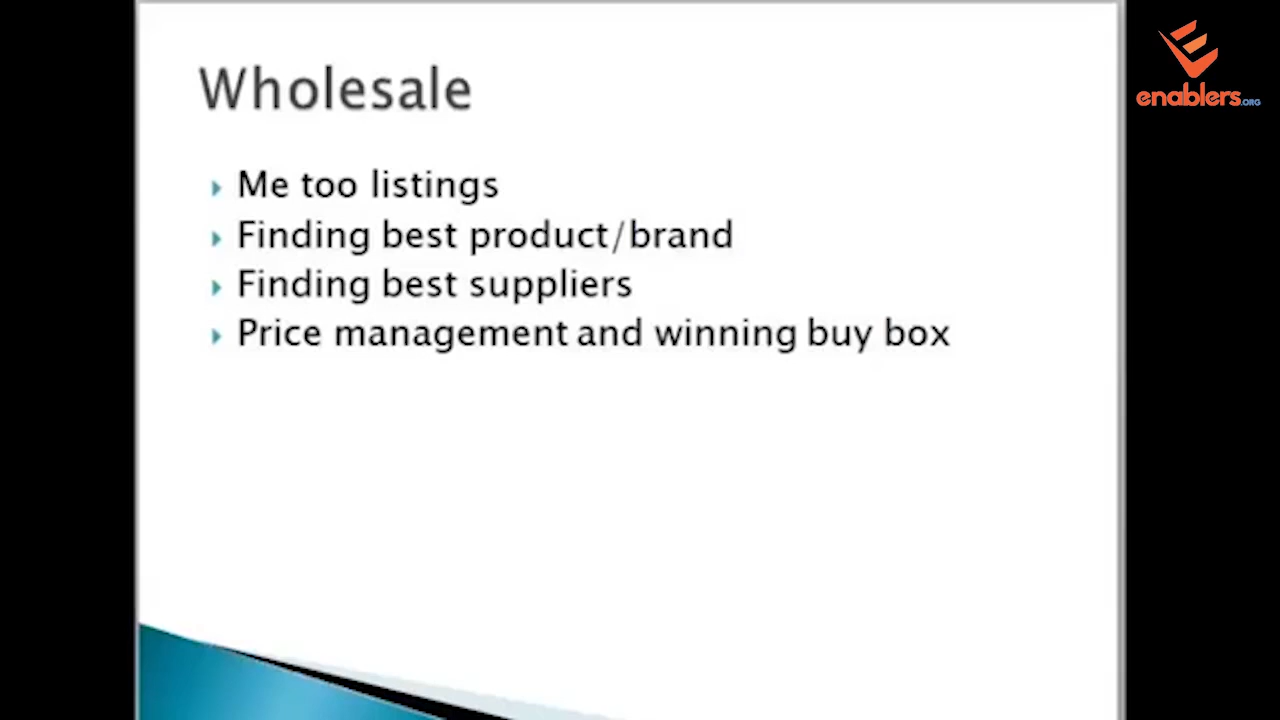 Wholesale
Me too listings
Finding best product/brand
Finding best suppliers
Price management and winning buy box
enablers.ORG